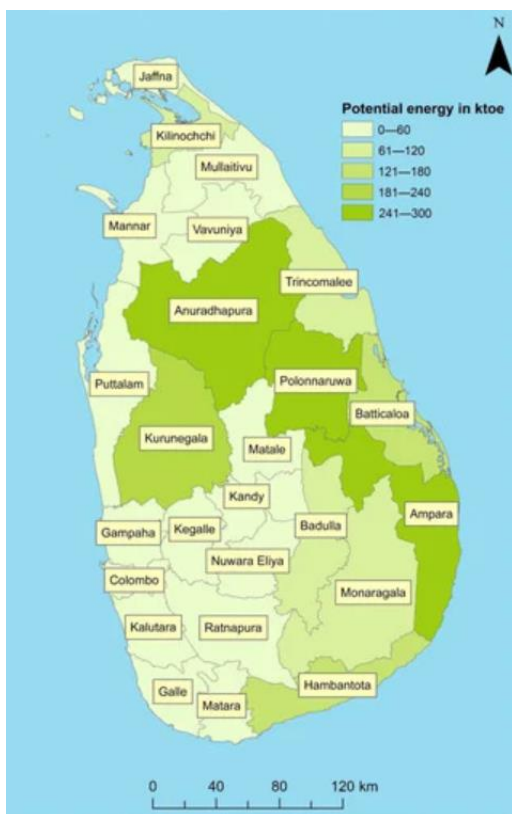 N
Jaffna
Potential energy in ktoe
0—60
61—120
121—180
181—240
241—300
Kilinochchi
Mullaitivu
Mannar
Vavuniya
Trincomalee
Anuradhapura
Puttalam
Polonnaruwa
Batticaloa
Kurunegala
Matale
Kandy
Ampara
Gampaha
Kegalle
Badulla
Nuwara Eliya
Colombo
Monaragala
Kalutara
Ratnapura
Hambantota
Galle
Matara
0 40 80 120 km